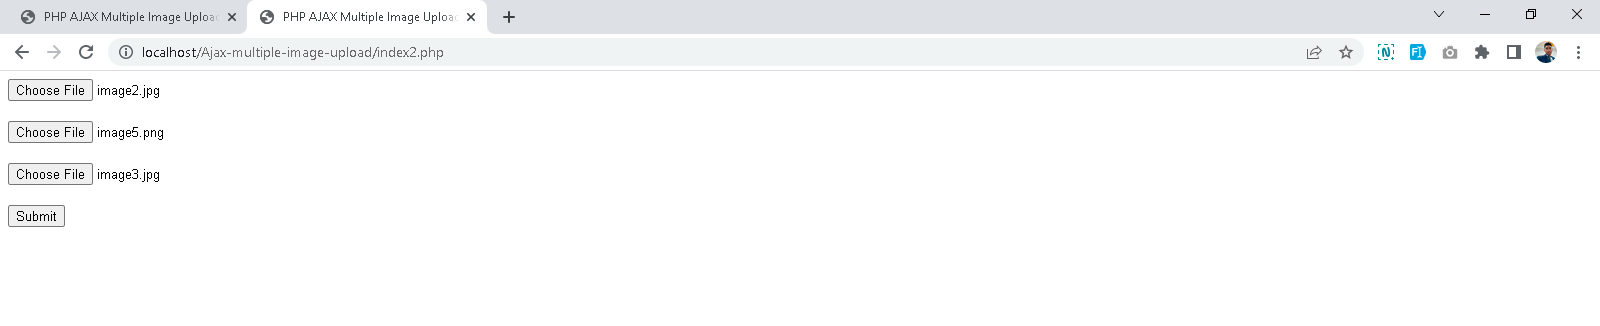 PHP AJAX Multiple Image Uploa
PHP AJAX Multiple Image Uploa
localhost/Ajax-multiple-image-upload/index2.php
Choose File image2.jpg
Choose File image5.png
Choose File image3.jpg
Submit